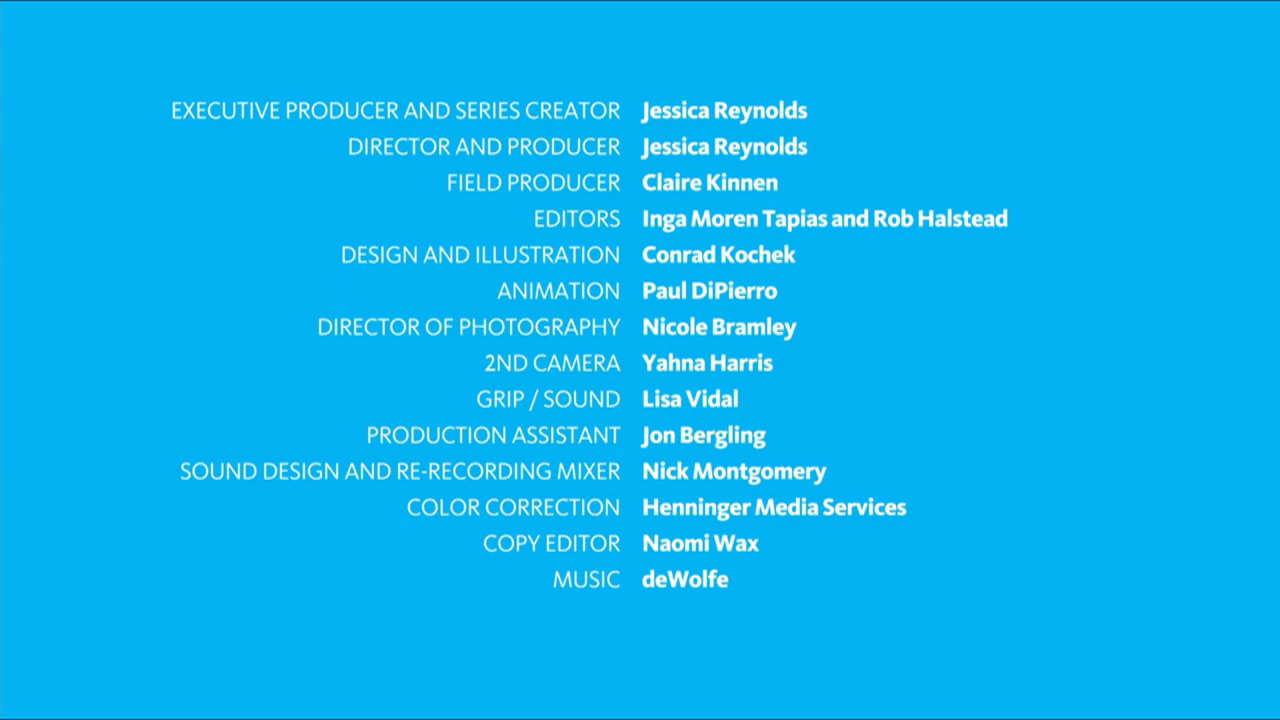 EXECUTIVE PRODUCER AND SERIES CREATOR Jessica Reynolds
DIRECTOR AND PRODUCER Jessica Reynolds
FIELD PRODUCER Claire Kinnen
EDITORS Inga Moren Tapias and Rob Halstead
DESIGN AND ILLUSTRATION Conrad Kochek
ANIMATION Paul DiPierro
DIRECTOR OF PHOTOGRAPHY Nicole Bramley
2ND CAMERA Yahna Harris
GRIP / SOUND Lisa Vidal
PRODUCTION ASSISTANT Jon Bergling
SOUND DESIGN AND RE-RECORDING MIXER Nick Montgomery
COLOR CORRECTION Henninger Media Services
COPY EDITOR Naomi Wax
MUSIC deWolfe